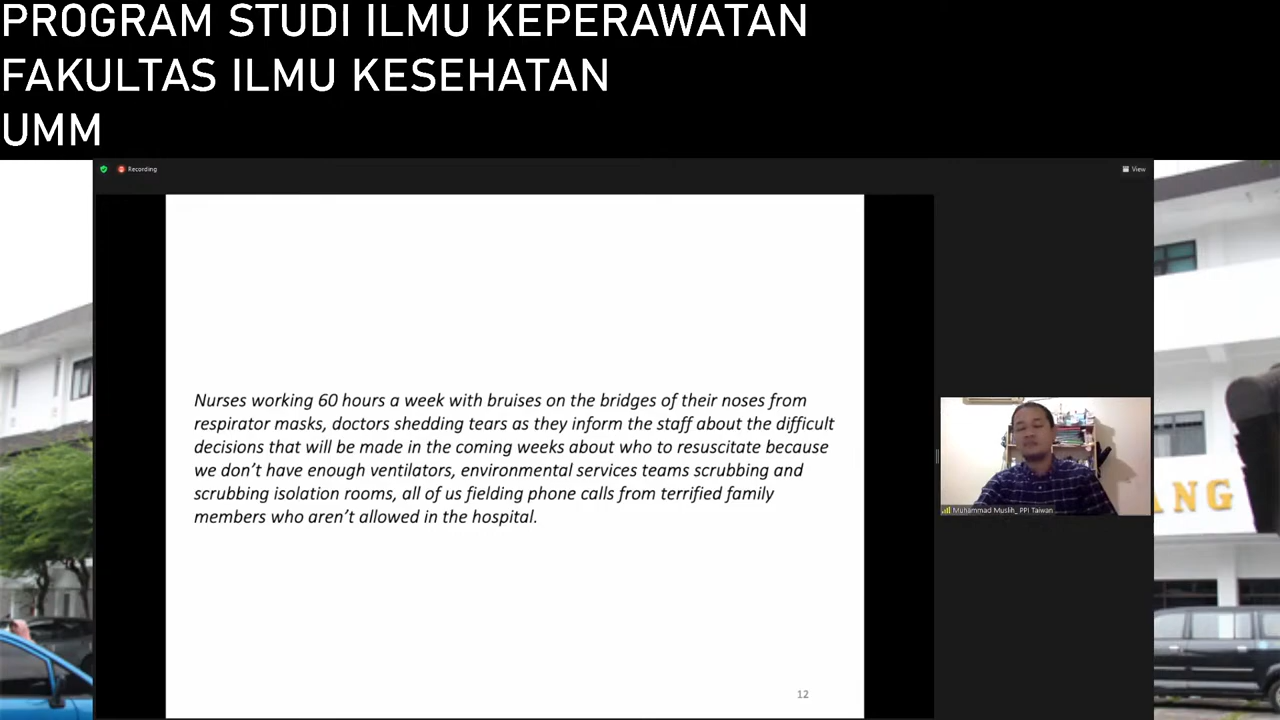 PROGRAM STUDI ILMU KEPERAWATAN
FAKULTAS ILMU KESEHATAN
UMM
Recording
View
Nurses working 60 hours a week with bruises on the bridges of their noses from
respirator masks, doctors shedding tears as they inform the staff about the difficult
decisions that will be made in the coming weeks about who to resuscitate because
we don’t have enough ventilators, environmental services teams scrubbing and
scrubbing isolation rooms, all of us fielding phone calls from terrified family
members who aren’t allowed in the hospital.
12
Muhammad Muslih_ PPI Taiwan
ANG